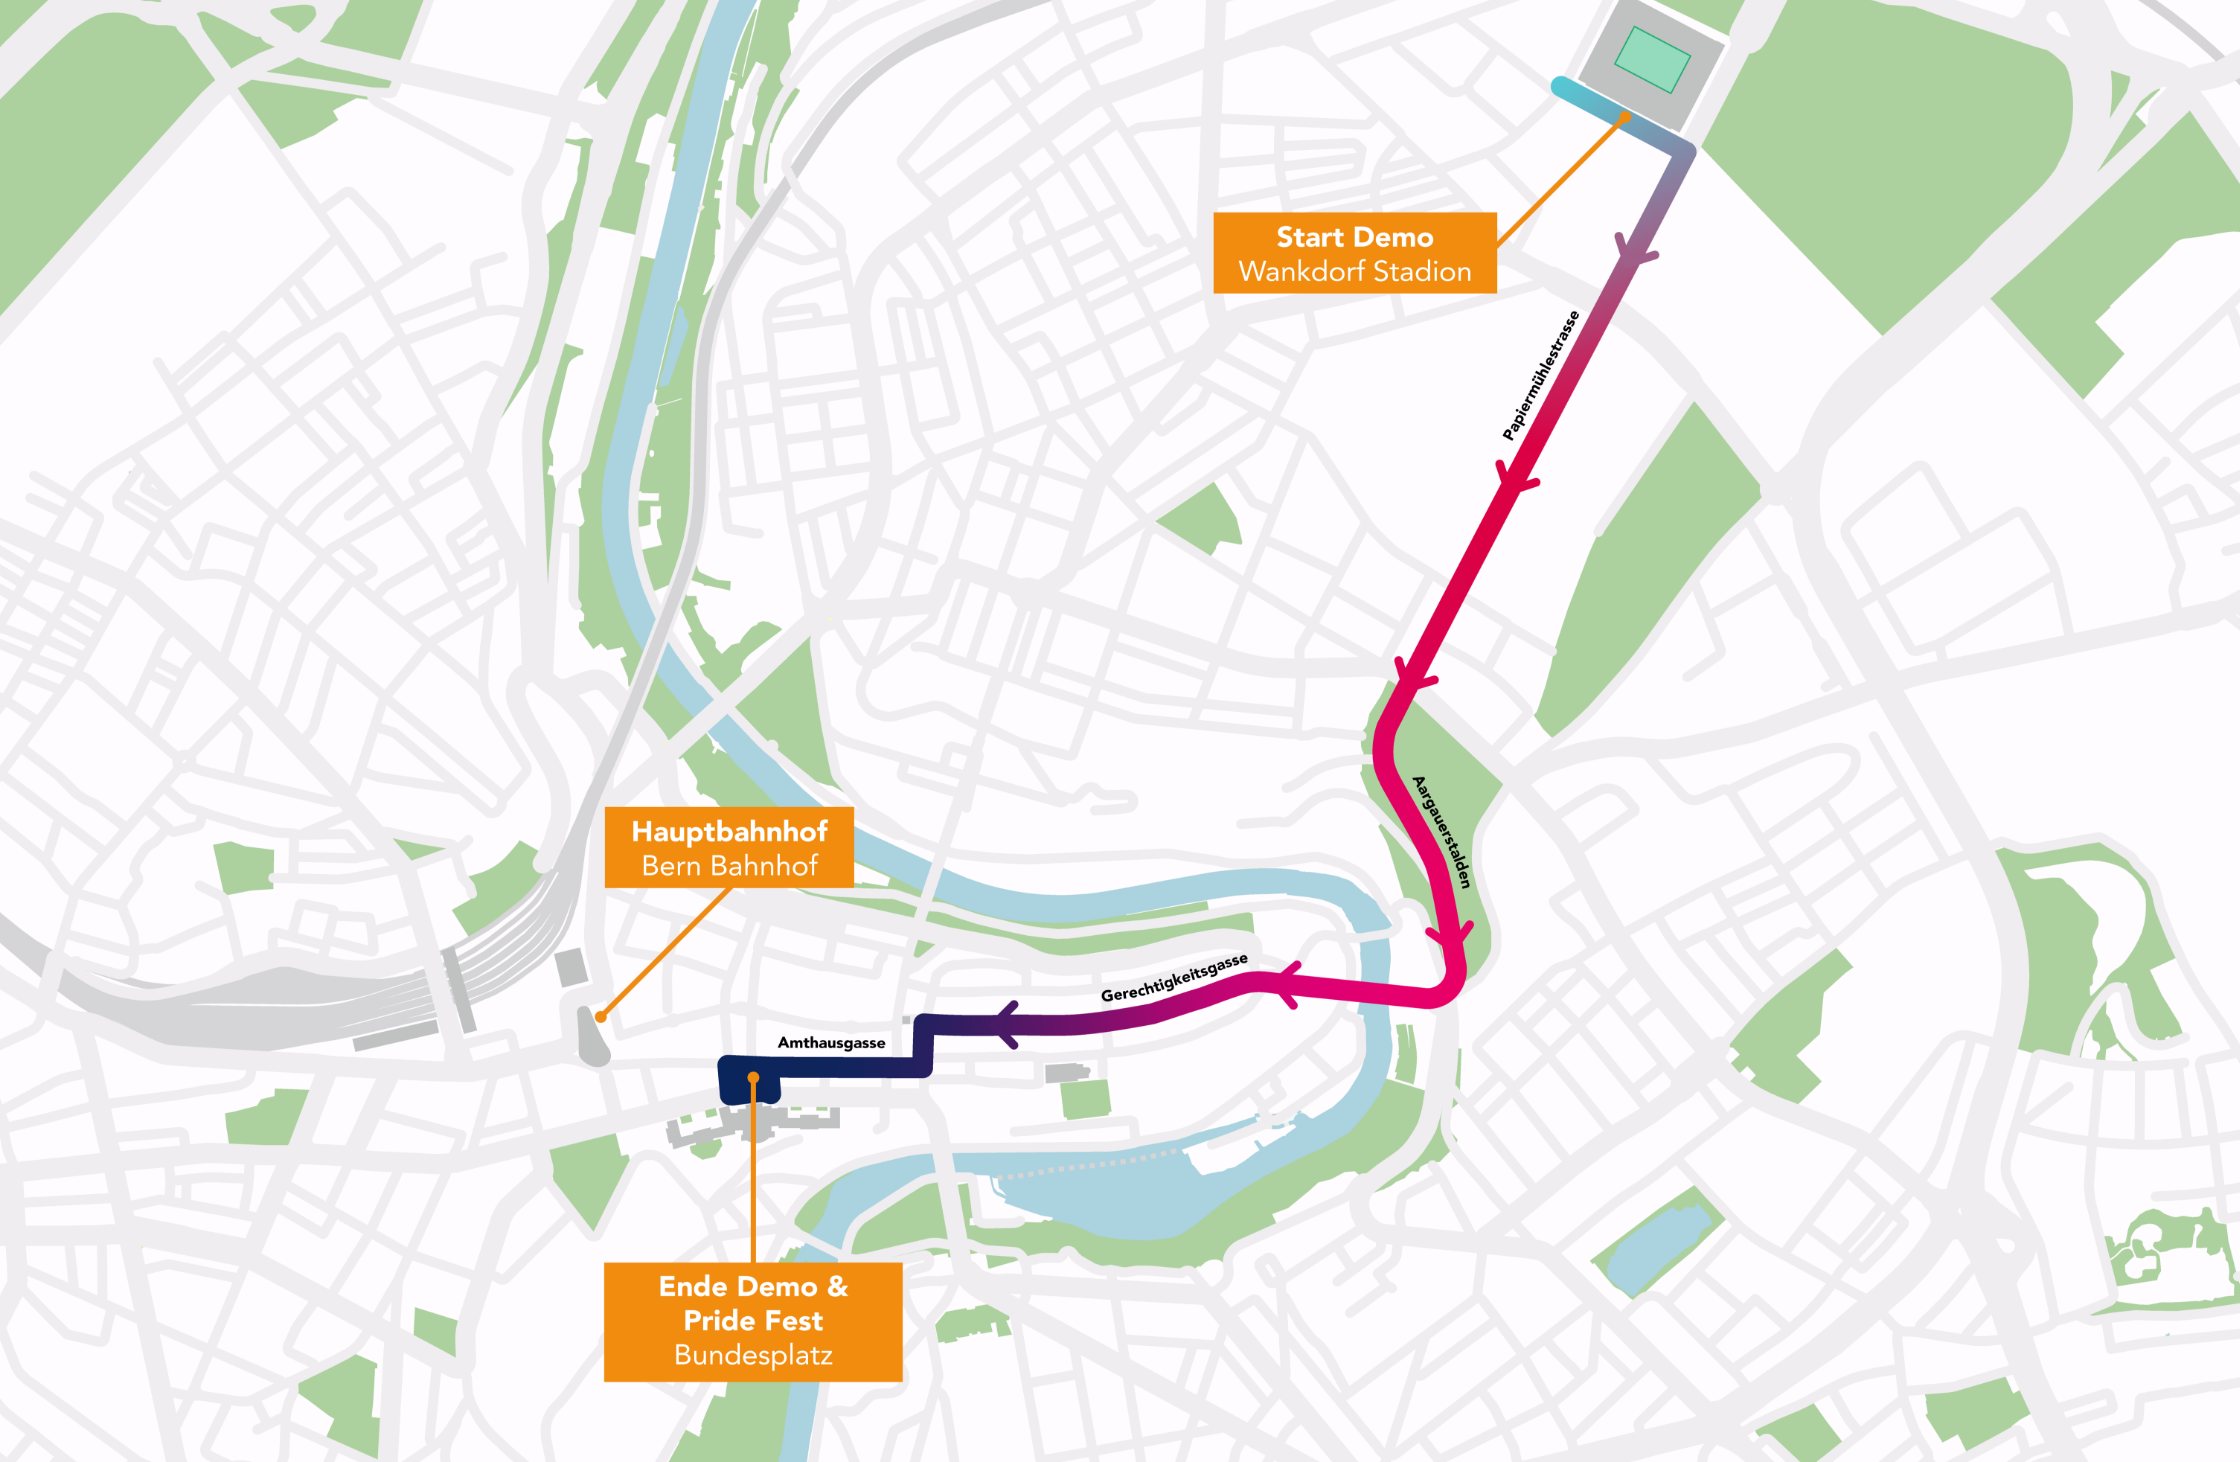 Start Demo
Wankdorf Stadion
Papiermühlestrasse
Aargauerstalden
Hauptbahnhof
Bern Bahnhof
Gerechtigkeitsgasse
Amthausgasse
Ende Demo &
Pride Fest
Bundesplatz